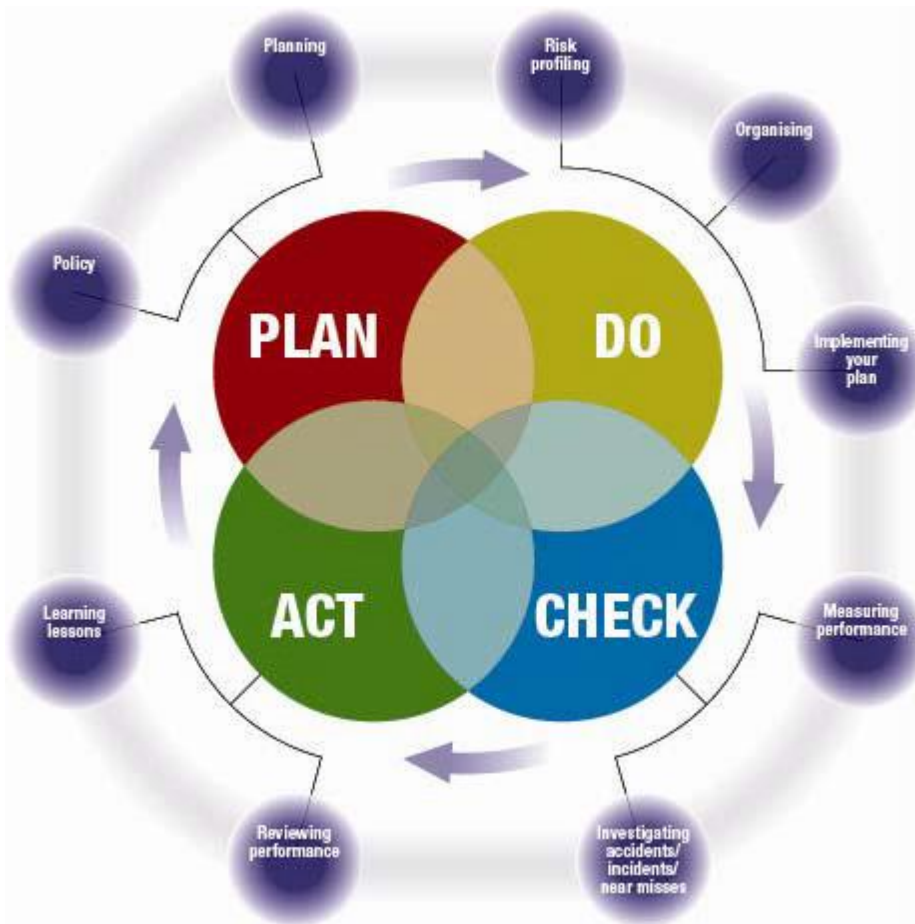 Planning
Risk
profiling
Organising
Policy
PLAN
DO
Implementing
your
plan
ACT
CHECK
Learning
lessons
Measuring
performance
Reviewing
performance
Investigating
accidents/
incidents/
near misses